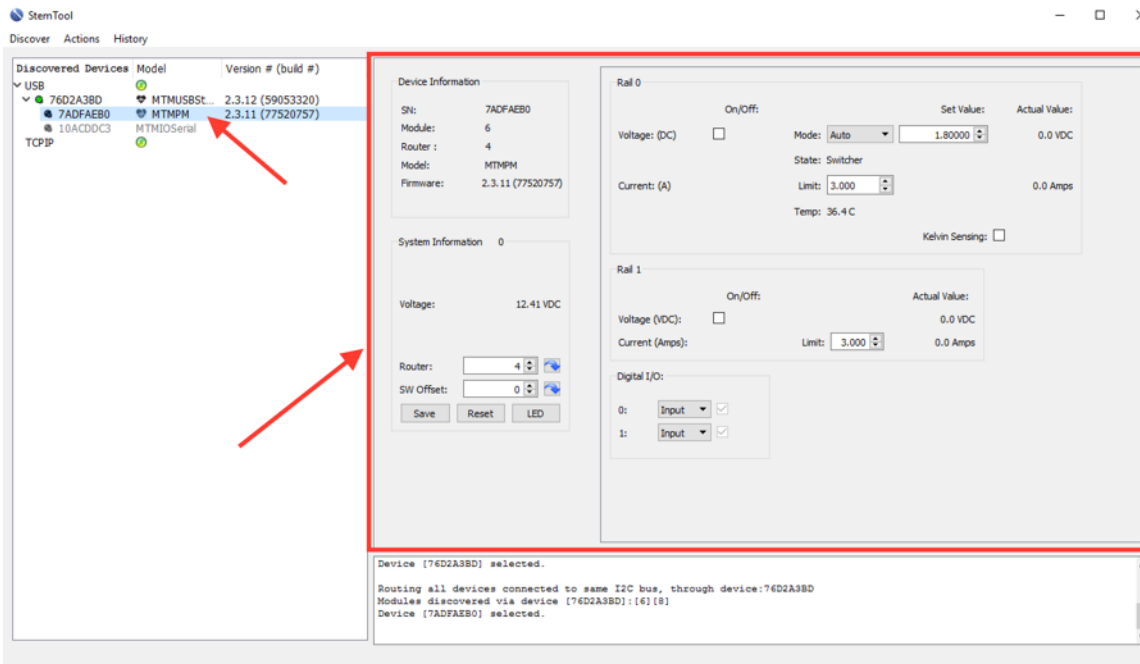 StemTool
Discover Actions History
Discovered Devices Model Version # (build #)
USB
76D2A3BD MTMUSBSt... 2.3.12 (59053320)
7ADFAEB0 MTMPM 2.3.11 (77520757)
10ACDDC3 MTMIOSerial
TCPIP
Device Information
SN: 7ADFAEB0
Module: 6
Router : 4
Model: MTMPM
Firmware: 2.3.11 (77520757)
System Information 0
Voltage: 12.41 VDC
Router: 4
SW Offset: 0
Save Reset LED
Rail 0
On/Off: Set Value: Actual Value:
Voltage: (DC) Mode: Auto 1.80000 0.0 VDC
State: Switcher
Current: (A) Limit: 3.000 0.0 Amps
Temp: 36.4 C
Kelvin Sensing:
Rail 1
On/Off: Actual Value:
Voltage (VDC): 0.0 VDC
Current (Amps): Limit: 3.000 0.0 Amps
Digital I/O:
0: Input
1: Input
Device [76D2A3BD] selected.
Routing all devices connected to same I2C bus, through device:76D2A3BD
Modules discovered via device [76D2A3BD]:[6][8]
Device [7ADFAEB0] selected.